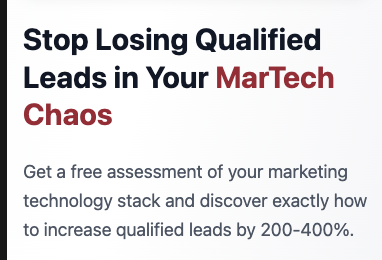 Stop Losing Qualified
Leads in Your MarTech
Chaos
Get a free assessment of your marketing
technology stack and discover exactly how
to increase qualified leads by 200-400%.